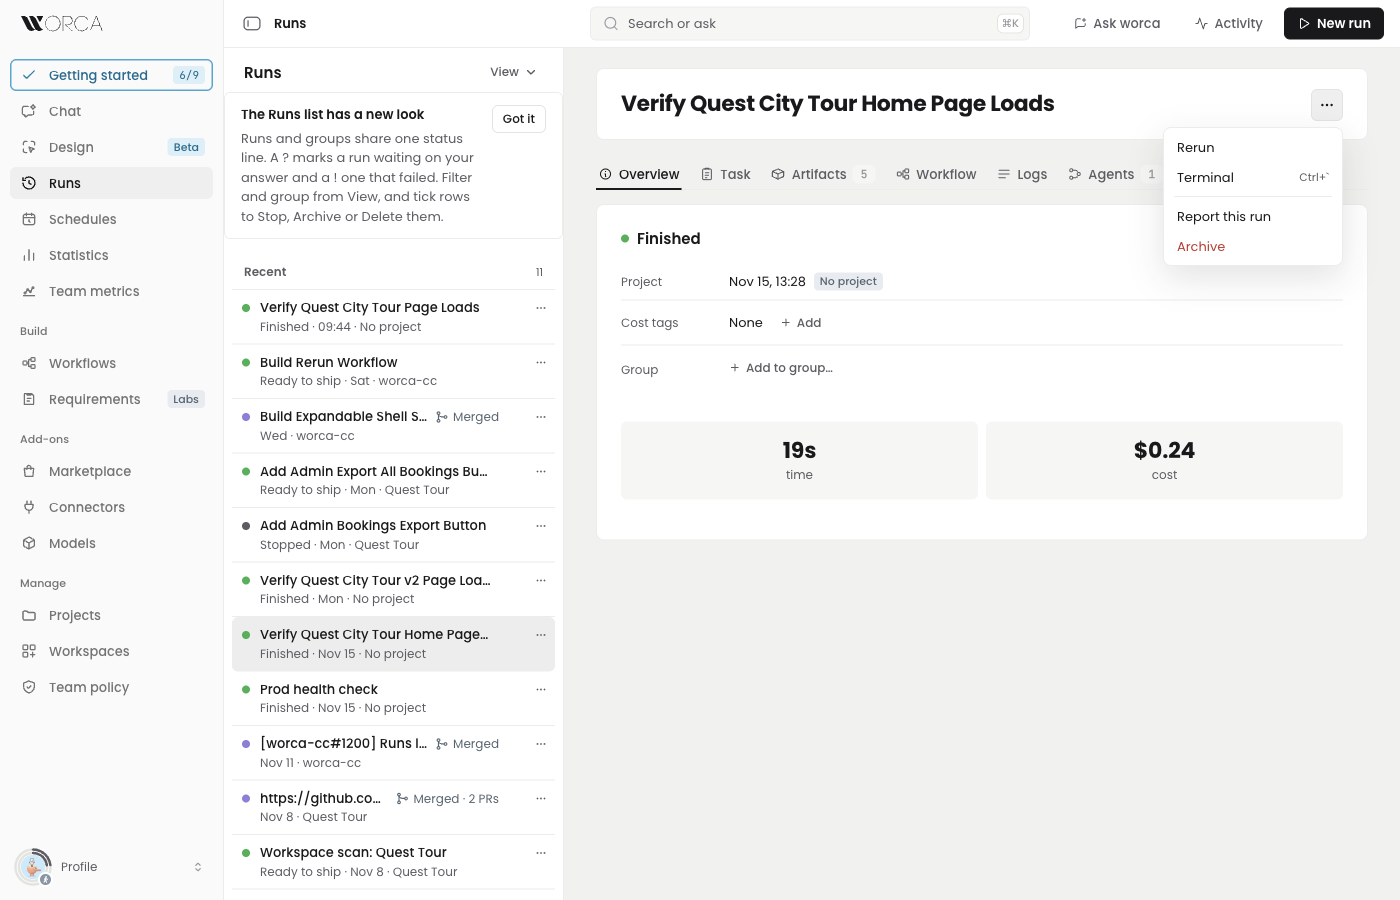 WORCA
Getting started 6/9
Chat
Design Beta
Runs
Schedules
Statistics
Team metrics
Build
Workflows
Requirements Labs
Add-ons
Marketplace
Connectors
Models
Manage
Projects
Workspaces
Team policy
Profile
Runs
Search or ask ⌘K
Ask worca
Activity
New run
Runs
View
The Runs list has a new look
Got it
Runs and groups share one status
line. A ? marks a run waiting on your
answer and a ! one that failed. Filter
and group from View, and tick rows
to Stop, Archive or Delete them.
Recent 11
Verify Quest City Tour Page Loads
Finished · 09:44 · No project
Build Rerun Workflow
Ready to ship · Sat · worca-cc
Build Expandable Shell S... Merged
Wed · worca-cc
Add Admin Export All Bookings Bu...
Ready to ship · Mon · Quest Tour
Add Admin Bookings Export Button
Stopped · Mon · Quest Tour
Verify Quest City Tour v2 Page Loa...
Finished · Mon · No project
Verify Quest City Tour Home Page...
Finished · Nov 15 · No project
Prod health check
Finished · Nov 15 · No project
[worca-cc#1200] Runs l... Merged
Nov 11 · worca-cc
https://github.co... Merged · 2 PRs
Nov 8 · Quest Tour
Workspace scan: Quest Tour
Ready to ship · Nov 8 · Quest Tour
Verify Quest City Tour Home Page Loads
Rerun
Terminal Ctrl+`
Report this run
Archive
Overview
Task
Artifacts 5
Workflow
Logs
Agents 1
Finished
Project Nov 15, 13:28 No project
Cost tags None + Add
Group + Add to group...
19s
time
$0.24
cost